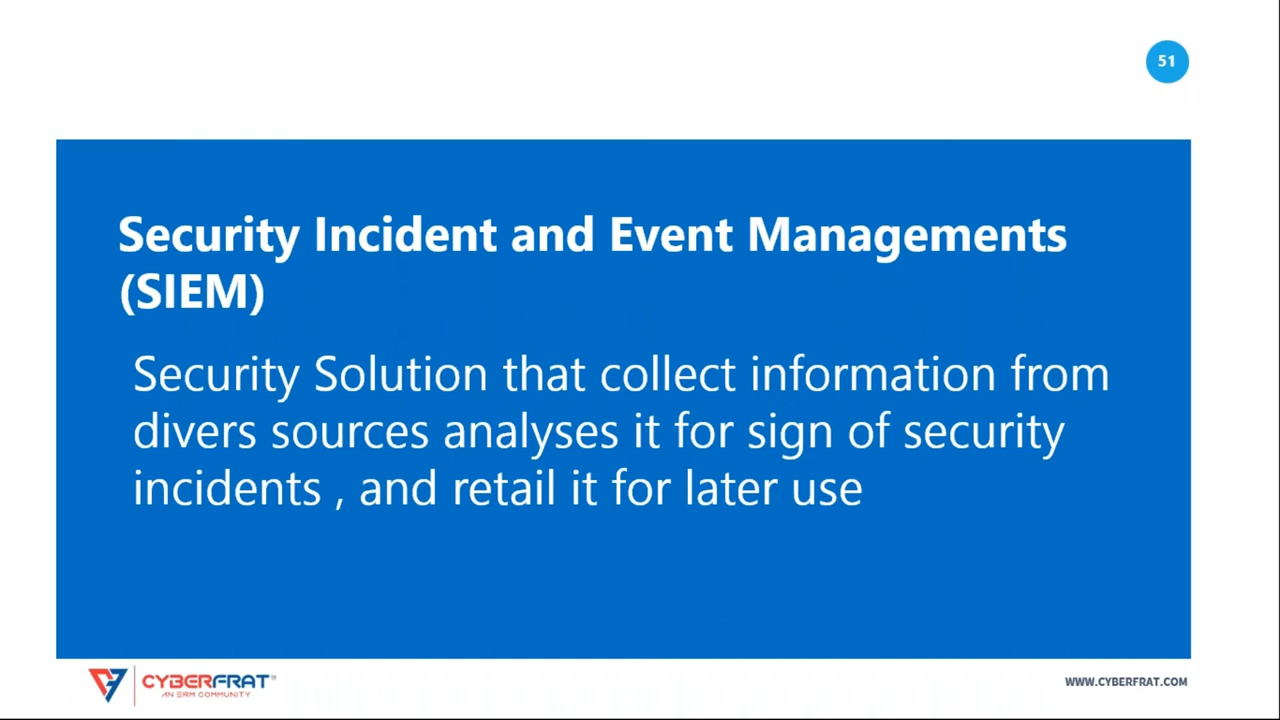 51
Security Incident and Event Managements
(SIEM)
Security Solution that collect information from
divers sources analyses it for sign of security
incidents , and retail it for later use
CYBERFRAT®
AN ERM COMMUNITY
WWW.CYBERFRAT.COM